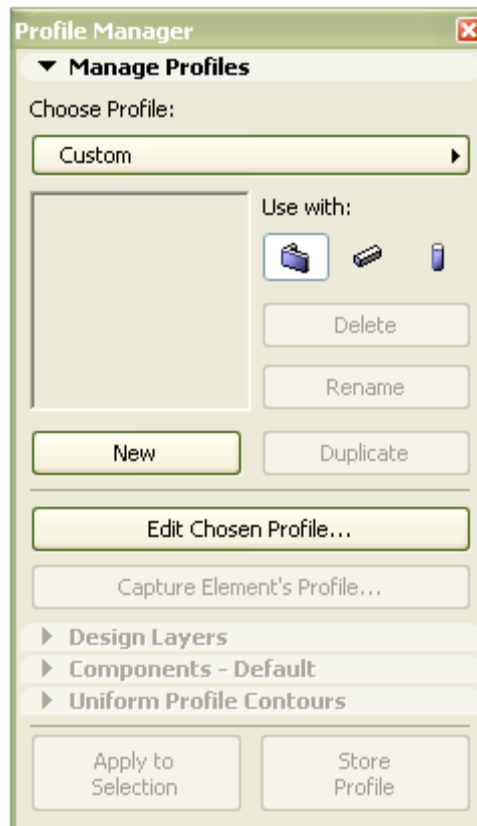 Profile Manager
Manage Profiles
Choose Profile:
Custom
Use with:
Delete
Rename
New
Duplicate
Edit Chosen Profile...
Capture Element's Profile...
Design Layers
Components - Default
Uniform Profile Contours
Apply to
Selection
Store
Profile